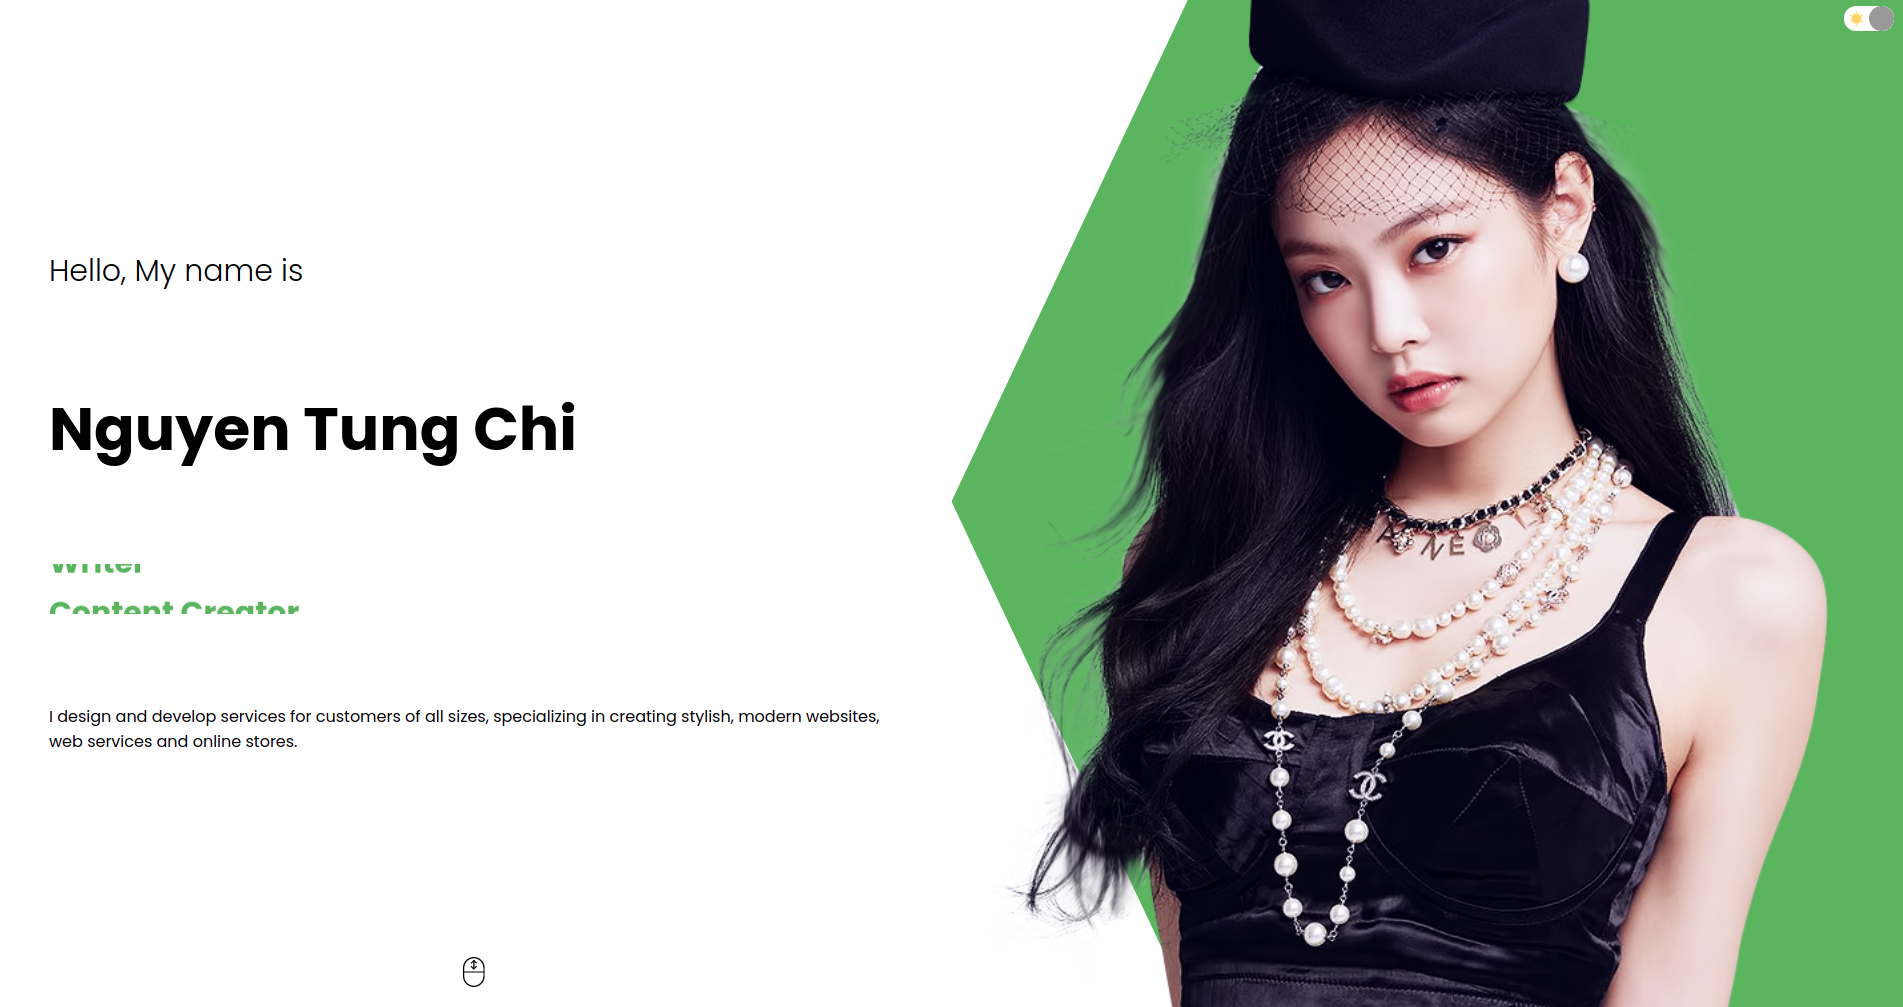 Hello, My name is
Nguyen Tung Chi
Writer
Content Creator
I design and develop services for customers of all sizes, specializing in creating stylish, modern websites,
web services and online stores.